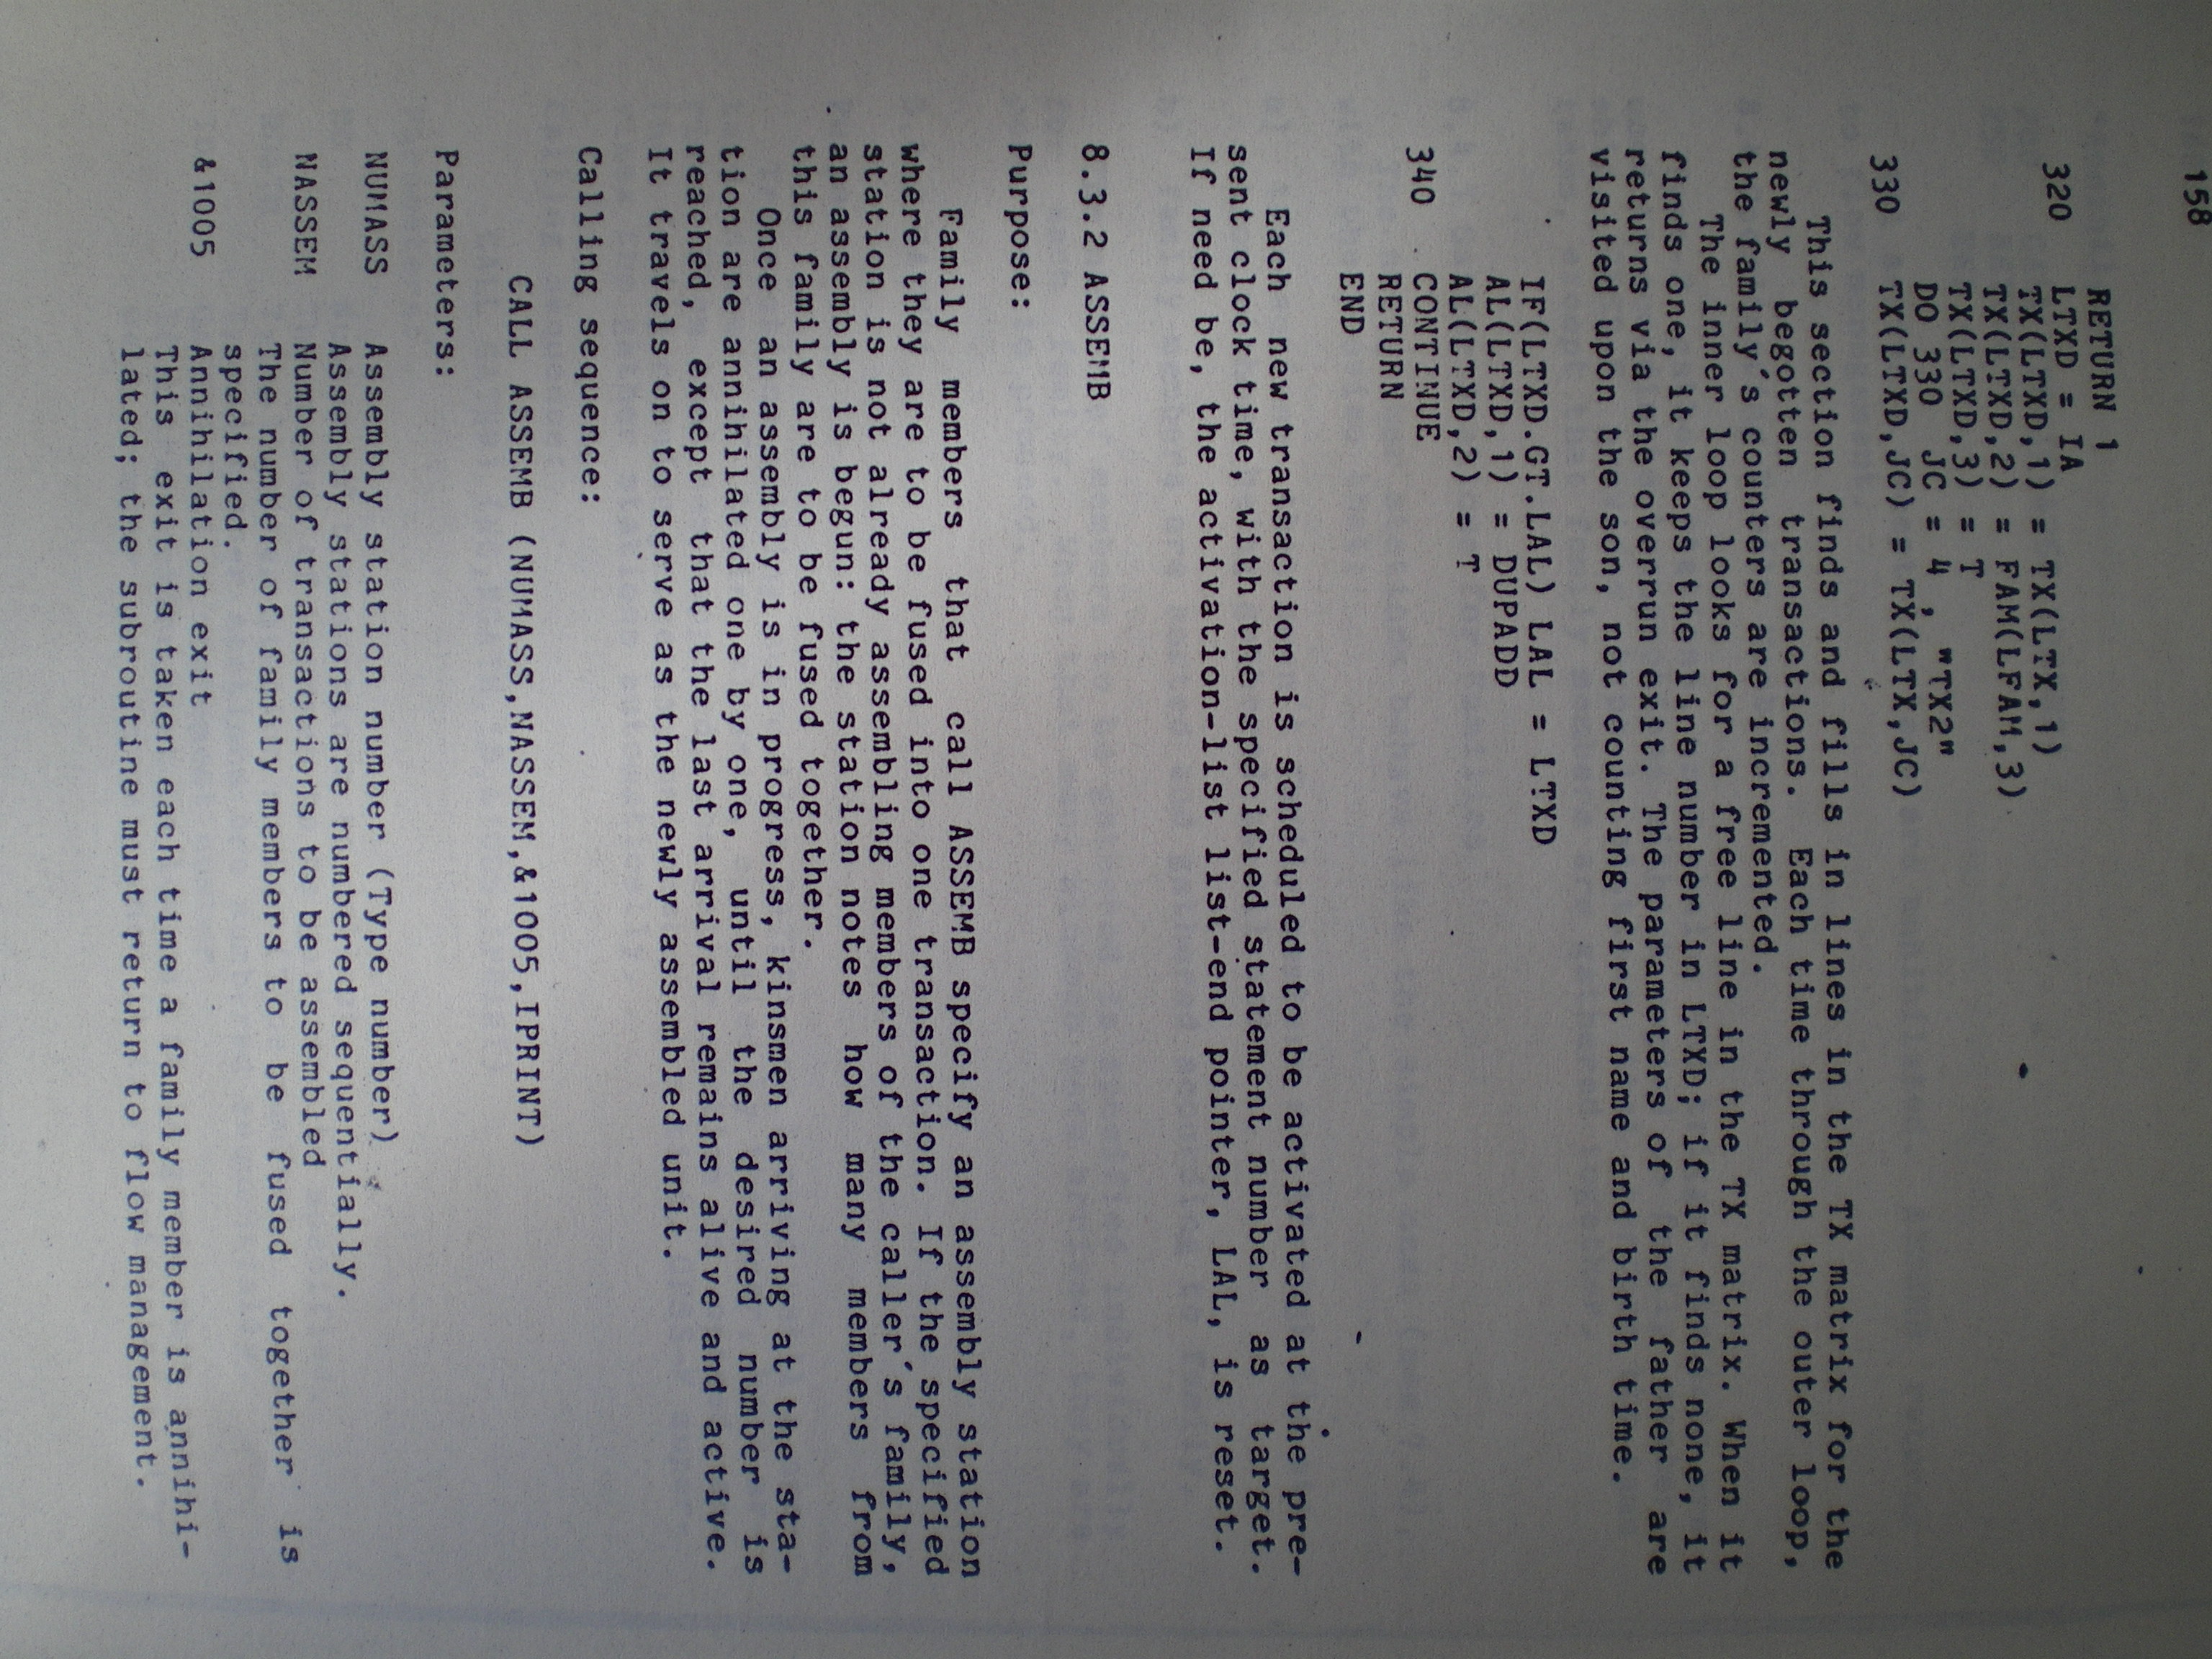 158
RETURN 1
320 LTXD = IA
TX(LTXD,1) = TX(LTX,1)
TX(LTXD,2) = FAM(LFAM,3)
TX(LTXD,3) = T
DO 330 JC = 4, "TX2"
330 TX(LTXD,JC) = TX(LTX,JC)
This section finds and fills in lines in the TX matrix for the
newly begotten transactions. Each time through the outer loop,
the family's counters are incremented.
The inner loop looks for a free line in the TX matrix. When it
finds one, it keeps the line number in LTXD; if it finds none, it
returns via the overrun exit. The parameters of the father are
visited upon the son, not counting first name and birth time.
IF(LTXD.GT.LAL) LAL = LTXD
AL(LTXD,1) = DUPADD
AL(LTXD,2) = T
340 CONTINUE
RETURN
END
Each new transaction is scheduled to be activated at the pre-
sent clock time, with the specified statement number as target.
If need be, the activation-list list-end pointer, LAL, is reset.
8.3.2 ASSEMB
Purpose:
Family members that call ASSEMB specify an assembly station
where they are to be fused into one transaction. If the specified
station is not already assembling members of the caller's family,
an assembly is begun: the station notes how many members from
this family are to be fused together.
Once an assembly is in progress, kinsmen arriving at the sta-
tion are annihilated one by one, until the desired number is
reached, except that the last arrival remains alive and active.
It travels on to serve as the newly assembled unit.
Calling sequence:
CALL ASSEMB (NUMASS,NASSEM,&1005,IPRINT)
Parameters:
NUMASS Assembly station number (Type number)
Assembly stations are numbered sequentially.
NASSEM Number of transactions to be assembled
The number of family members to be fused together is
specified.
&1005 Annihilation exit
This exit is taken each time a family member is annihi-
lated; the subroutine must return to flow management.